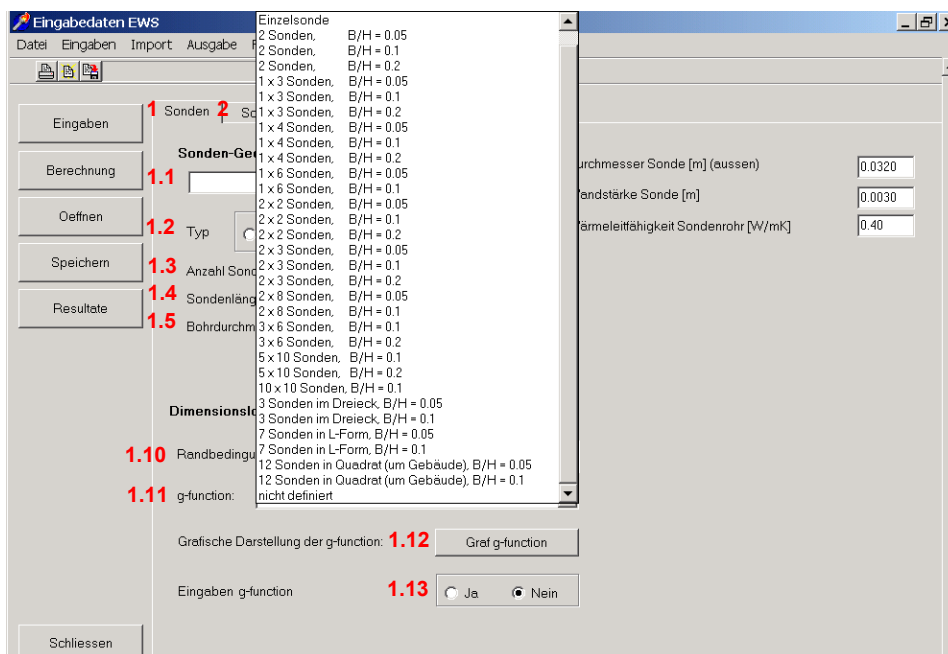 Eingabedaten EWS
Datei Eingaben Import Ausgabe
Eingaben
Berechnung
Oeffnen
Speichern
Resultate
Schliessen
1 Sonden 2
1.1
1.2 Typ
1.3
1.4
1.5
1.10
1.11 g-function:
Einzelsonde
2 Sonden, B/H = 0.05
2 Sonden, B/H = 0.1
2 Sonden, B/H = 0.2
1 x 3 Sonden, B/H = 0.05
1 x 3 Sonden, B/H = 0.1
1 x 3 Sonden, B/H = 0.2
1 x 4 Sonden, B/H = 0.05
1 x 4 Sonden, B/H = 0.1
1 x 4 Sonden, B/H = 0.2
1 x 6 Sonden, B/H = 0.05
1 x 6 Sonden, B/H = 0.1
2 x 2 Sonden, B/H = 0.05
2 x 2 Sonden, B/H = 0.1
2 x 2 Sonden, B/H = 0.2
2 x 3 Sonden, B/H = 0.05
2 x 3 Sonden, B/H = 0.1
2 x 3 Sonden, B/H = 0.2
2 x 8 Sonden, B/H = 0.05
2 x 8 Sonden, B/H = 0.1
3 x 6 Sonden, B/H = 0.1
3 x 6 Sonden, B/H = 0.2
5 x 10 Sonden, B/H = 0.1
5 x 10 Sonden, B/H = 0.2
10 x 10 Sonden, B/H = 0.1
3 Sonden im Dreieck, B/H = 0.05
3 Sonden im Dreieck, B/H = 0.1
7 Sonden in L-Form, B/H = 0.05
7 Sonden in L-Form, B/H = 0.1
12 Sonden in Quadrat (um Gebäude), B/H = 0.05
12 Sonden in Quadrat (um Gebäude), B/H = 0.1
nicht definiert
Sonde [m] (aussen) 0.0320
Sonde [m] 0.0030
Sondenrohr [W/mK] 0.40
Grafische Darstellung der g-function: 1.12 Graf g-function
Eingaben g-function 1.13 Ja Nein